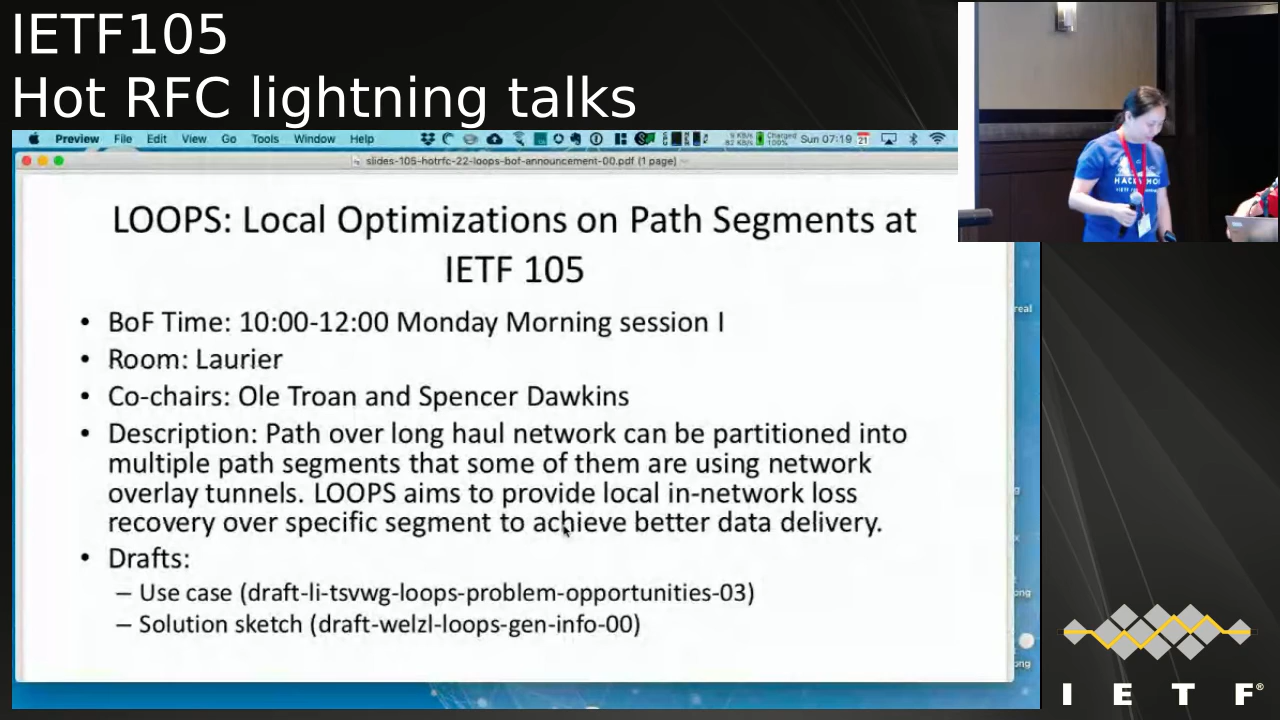 IETF105
Hot RFC lightning talks
Preview File Edit View Go Tools Window Help
Charged
100%
Sun 07:19
21
slides-105-hotrfc-22-loops-bof-announcement-00.pdf (1 page)
LOOPS: Local Optimizations on Path Segments at
IETF 105
• BoF Time: 10:00-12:00 Monday Morning session I
• Room: Laurier
• Co-chairs: Ole Troan and Spencer Dawkins
• Description: Path over long haul network can be partitioned into
multiple path segments that some of them are using network
overlay tunnels. LOOPS aims to provide local in-network loss
recovery over specific segment to achieve better data delivery.
• Drafts:
– Use case (draft-li-tsvwg-loops-problem-opportunities-03)
– Solution sketch (draft-welzl-loops-gen-info-00)
I E T F®